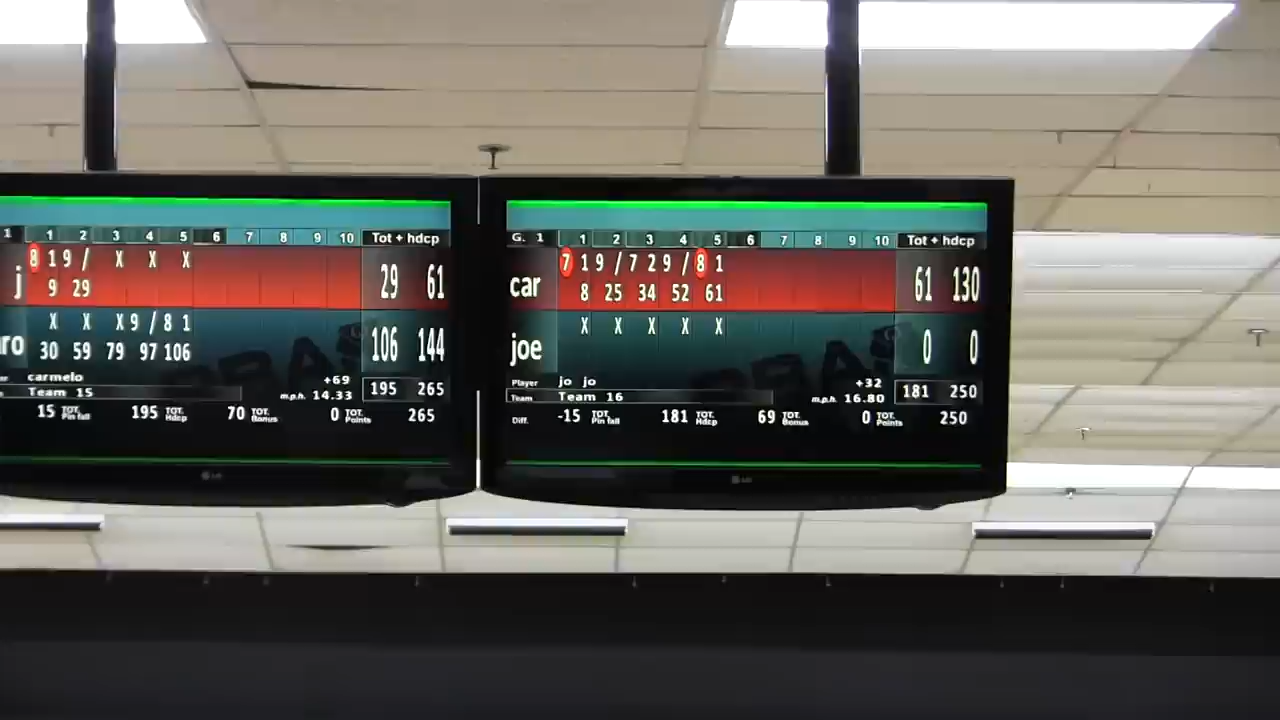 1 1 2 3 4 5 6 7 8 9 10 Tot + hdcp
8 1 9 / X X X
j 9 29 29 61
X X X 9 / 8 1
ro 30 59 79 97 106 106 144
carmelo +69
Team 15 m.p.h. 14.33 195 265
15 TOT. Pin fall 195 TOT. Hdcp 70 TOT. Bonus 0 TOT. Points 265
LG
G. 1 1 2 3 4 5 6 7 8 9 10 Tot + hdcp
7 1 9 / 7 2 9 / 8 1
car 8 25 34 52 61 61 130
X X X X X
joe 0 0
Player jo jo +32
Team Team 16 m.p.h. 16.80 181 250
Diff. -15 TOT. Pin fall 181 TOT. Hdcp 69 TOT. Bonus 0 TOT. Points 250
LG